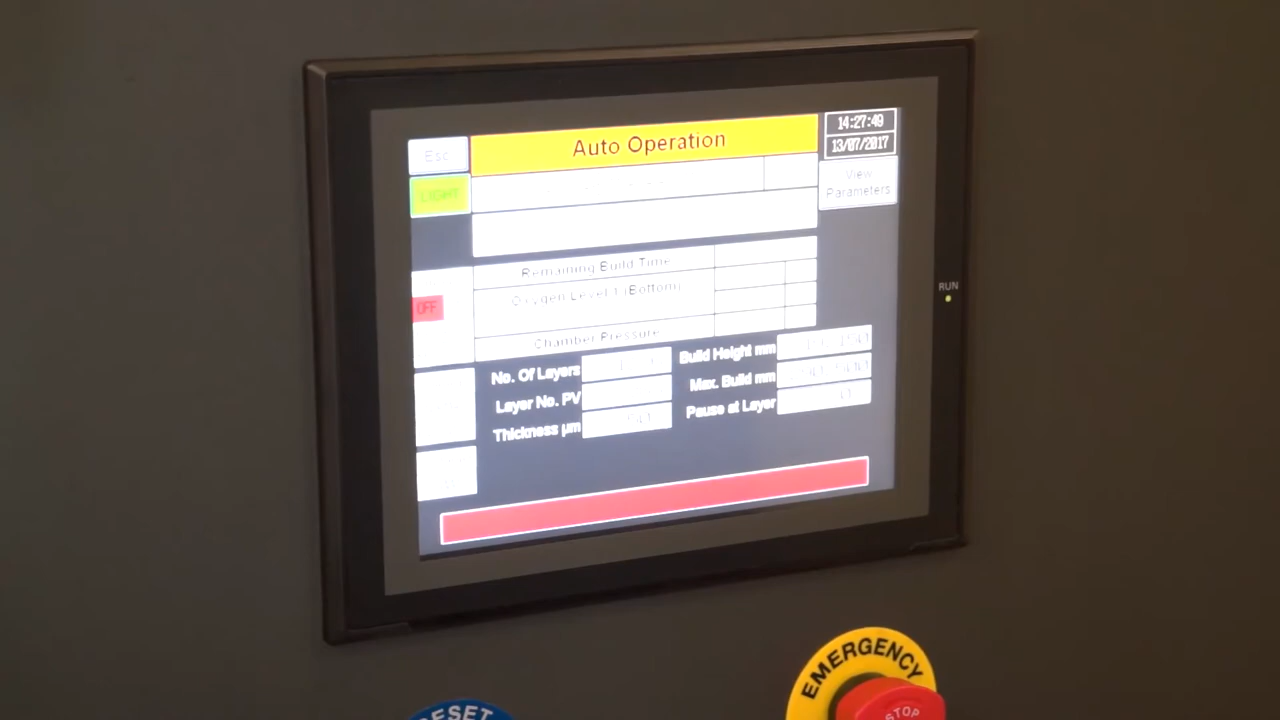 Esc
Auto Operation
14:27:49
13/07/2017
LIGHT
View
Parameters
Remaining Build Time
OFF
Oxygen Level 1 (Bottom)
Chamber Pressure
No. Of Layers
Build Height mm
Layer No. PV
Max. Build mm
Thickness µm
Pause at Layer
RUN
EMERGENCY
STOP
RESET